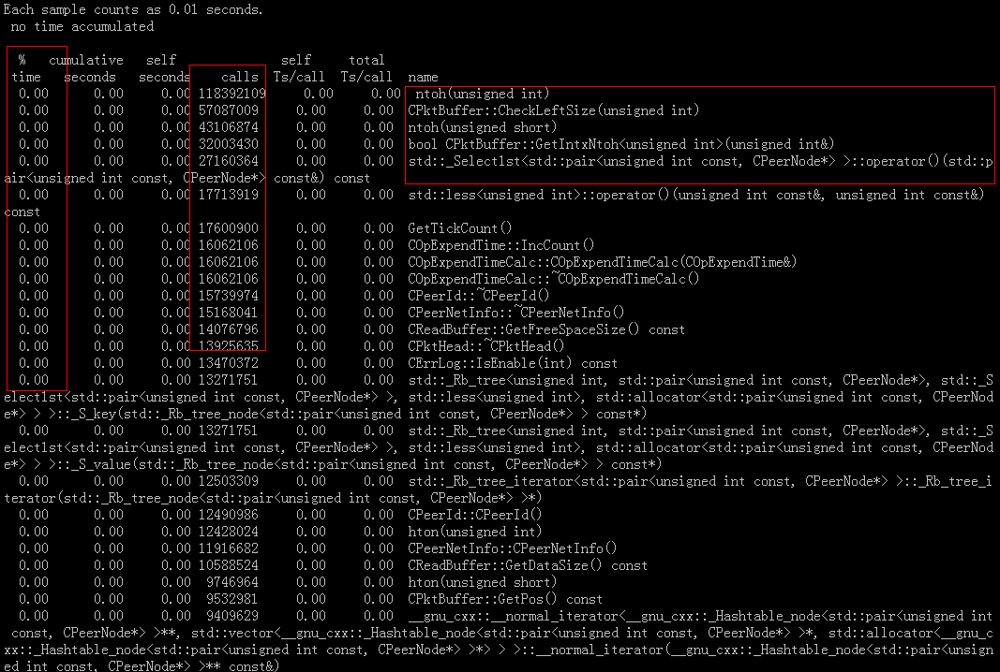 Each sample counts as 0.01 seconds.
no time accumulated
% cumulative self self total
time seconds seconds calls Ts/call Ts/call name
0.00 0.00 0.00 118392109 0.00 0.00 ntoh(unsigned int)
0.00 0.00 0.00 57087009 0.00 0.00 CPktBuffer::CheckLeftSize(unsigned int)
0.00 0.00 0.00 43106874 0.00 0.00 ntoh(unsigned short)
0.00 0.00 0.00 32003430 0.00 0.00 bool CPktBuffer::GetIntxNtoh<unsigned int>(unsigned int&)
0.00 0.00 0.00 27160364 0.00 0.00 std::_Select1st<std::pair<unsigned int const, CPeerNode*> >::operator()(std::p
air<unsigned int const, CPeerNode*> const&) const
0.00 0.00 0.00 17713919 0.00 0.00 std::less<unsigned int>::operator()(unsigned int const&, unsigned int const&)
const
0.00 0.00 0.00 17600900 0.00 0.00 GetTickCount()
0.00 0.00 0.00 16062106 0.00 0.00 COpExpendTime::IncCount()
0.00 0.00 0.00 16062106 0.00 0.00 COpExpendTimeCalc::COpExpendTimeCalc(COpExpendTime&)
0.00 0.00 0.00 16062106 0.00 0.00 COpExpendTimeCalc::~COpExpendTimeCalc()
0.00 0.00 0.00 15739974 0.00 0.00 CPeerId::~CPeerId()
0.00 0.00 0.00 15168041 0.00 0.00 CPeerNetInfo::~CPeerNetInfo()
0.00 0.00 0.00 14076796 0.00 0.00 CReadBuffer::GetFreeSpaceSize() const
0.00 0.00 0.00 13925635 0.00 0.00 CPktHead::~CPktHead()
0.00 0.00 0.00 13470372 0.00 0.00 CErrLog::IsEnable(int) const
0.00 0.00 0.00 13271751 0.00 0.00 std::_Rb_tree<unsigned int, std::pair<unsigned int const, CPeerNode*>, std::_S
elect1st<std::pair<unsigned int const, CPeerNode*> >, std::less<unsigned int>, std::allocator<std::pair<unsigned int const, CPeerNod
e*> > >::_S_key(std::_Rb_tree_node<std::pair<unsigned int const, CPeerNode*> > const*)
0.00 0.00 0.00 13271751 0.00 0.00 std::_Rb_tree<unsigned int, std::pair<unsigned int const, CPeerNode*>, std::_S
elect1st<std::pair<unsigned int const, CPeerNode*> >, std::less<unsigned int>, std::allocator<std::pair<unsigned int const, CPeerNod
e*> > >::_S_value(std::_Rb_tree_node<std::pair<unsigned int const, CPeerNode*> > const*)
0.00 0.00 0.00 12503309 0.00 0.00 std::_Rb_tree_iterator<std::pair<unsigned int const, CPeerNode*> >::_Rb_tree_i
terator(std::_Rb_tree_node<std::pair<unsigned int const, CPeerNode*> >*)
0.00 0.00 0.00 12490986 0.00 0.00 CPeerId::CPeerId()
0.00 0.00 0.00 12428024 0.00 0.00 hton(unsigned int)
0.00 0.00 0.00 11916682 0.00 0.00 CPeerNetInfo::CPeerNetInfo()
0.00 0.00 0.00 10588524 0.00 0.00 CReadBuffer::GetDataSize() const
0.00 0.00 0.00 9746964 0.00 0.00 hton(unsigned short)
0.00 0.00 0.00 9532981 0.00 0.00 CPktBuffer::GetPos() const
0.00 0.00 0.00 9409629 0.00 0.00 __gnu_cxx::__normal_iterator<__gnu_cxx::_Hashtable_node<std::pair<unsigned int
const, CPeerNode*> >**, std::vector<__gnu_cxx::_Hashtable_node<std::pair<unsigned int const, CPeerNode*> >*, std::allocator<__gnu_c
xx::_Hashtable_node<std::pair<unsigned int const, CPeerNode*> >*> > >::__normal_iterator(__gnu_cxx::_Hashtable_node<std::pair<unsign
ed int const, CPeerNode*> >** const&)